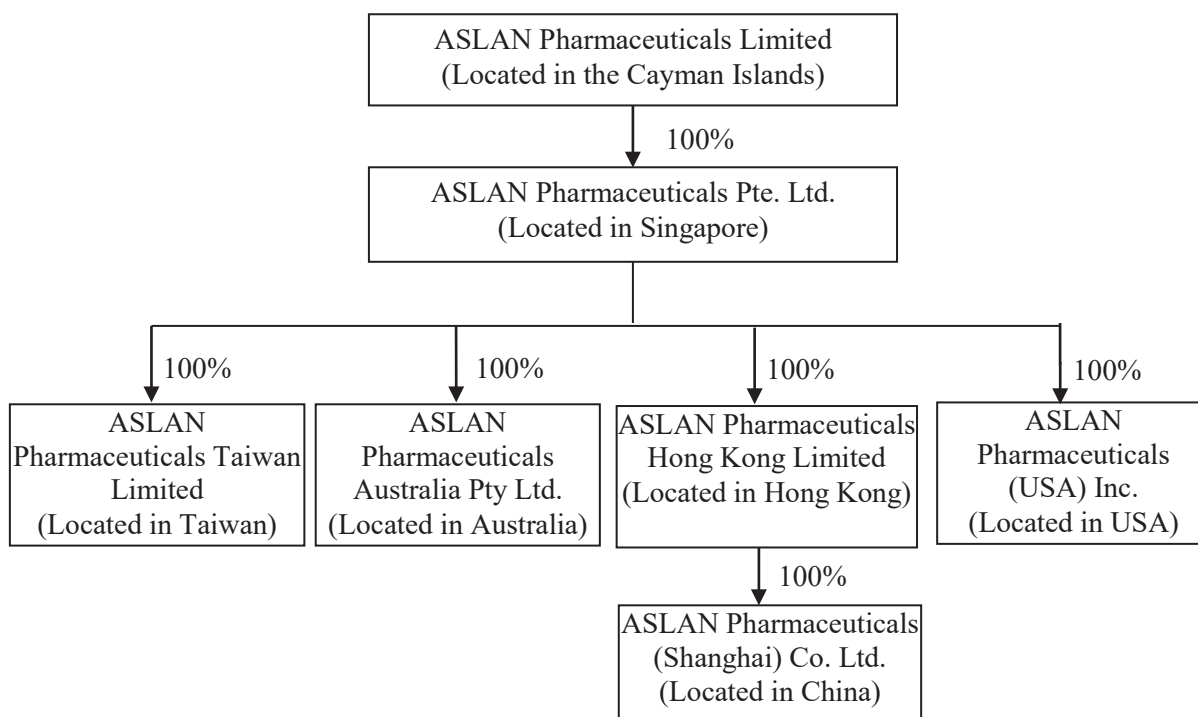 ASLAN Pharmaceuticals Limited
(Located in the Cayman Islands)
100%
ASLAN Pharmaceuticals Pte. Ltd.
(Located in Singapore)
100%
100%
100%
100%
ASLAN
Pharmaceuticals Taiwan
Limited
(Located in Taiwan)
ASLAN
Pharmaceuticals
Australia Pty Ltd.
(Located in Australia)
ASLAN Pharmaceuticals
Hong Kong Limited
(Located in Hong Kong)
ASLAN
Pharmaceuticals
(USA) Inc.
(Located in USA)
100%
ASLAN Pharmaceuticals
(Shanghai) Co. Ltd.
(Located in China)